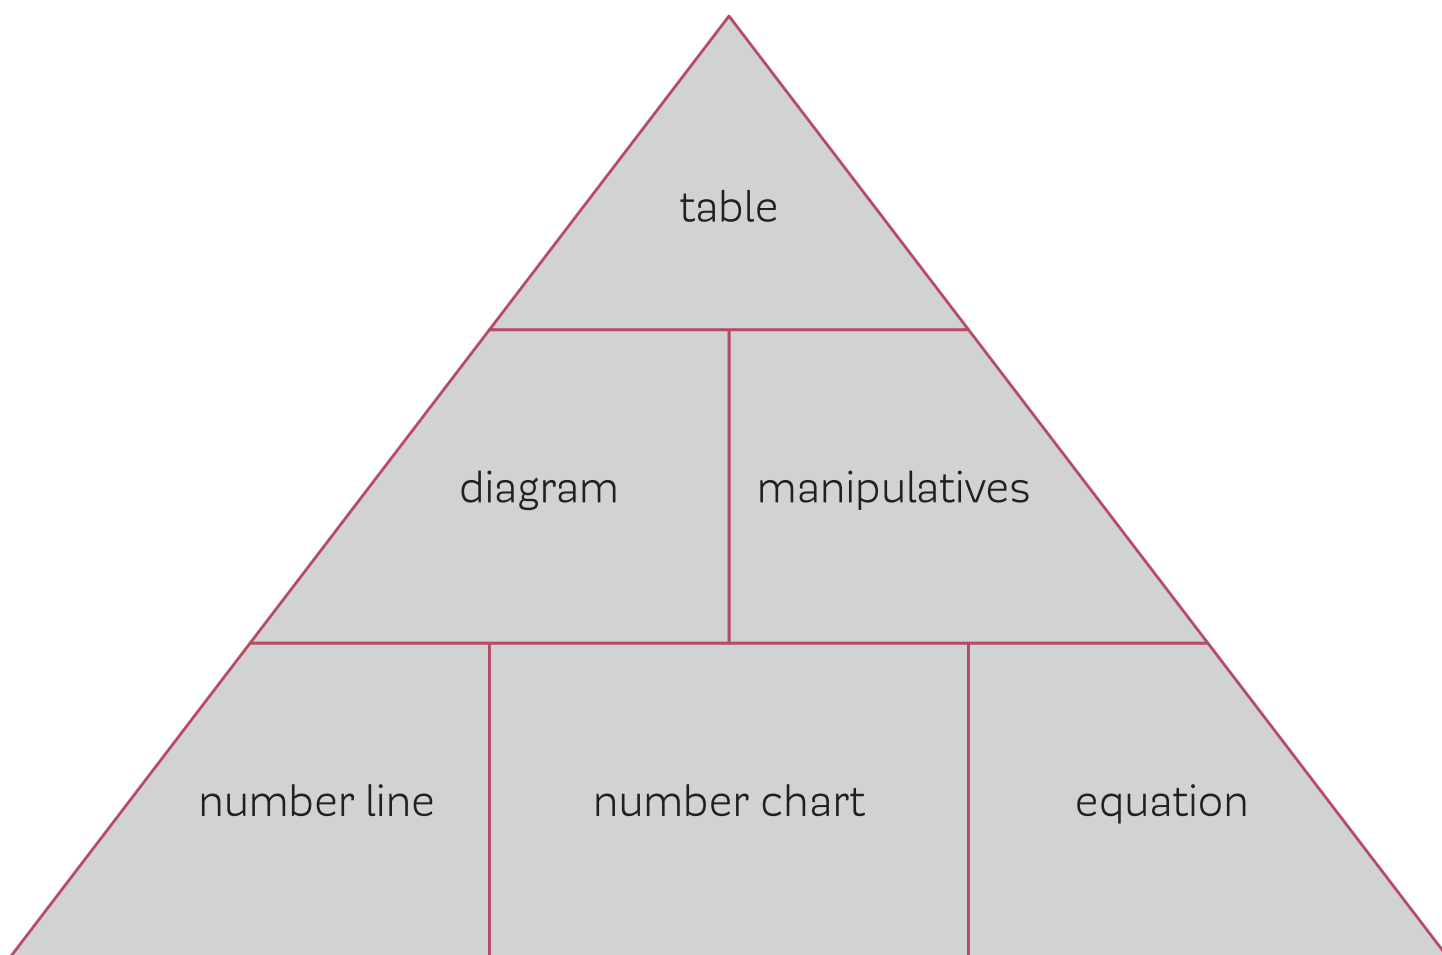 table
diagram
manipulatives
number line
number chart
equation